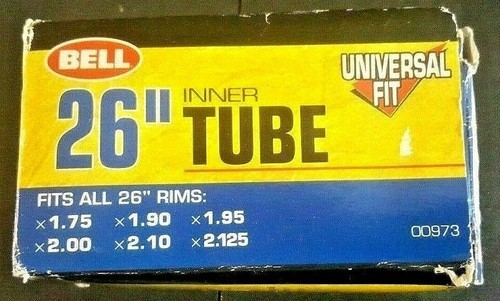 BELL
26" INNER TUBE
UNIVERSAL
FIT
FITS ALL 26" RIMS:
x1.75 x1.90 x1.95
x2.00 x2.10 x2.125
00973